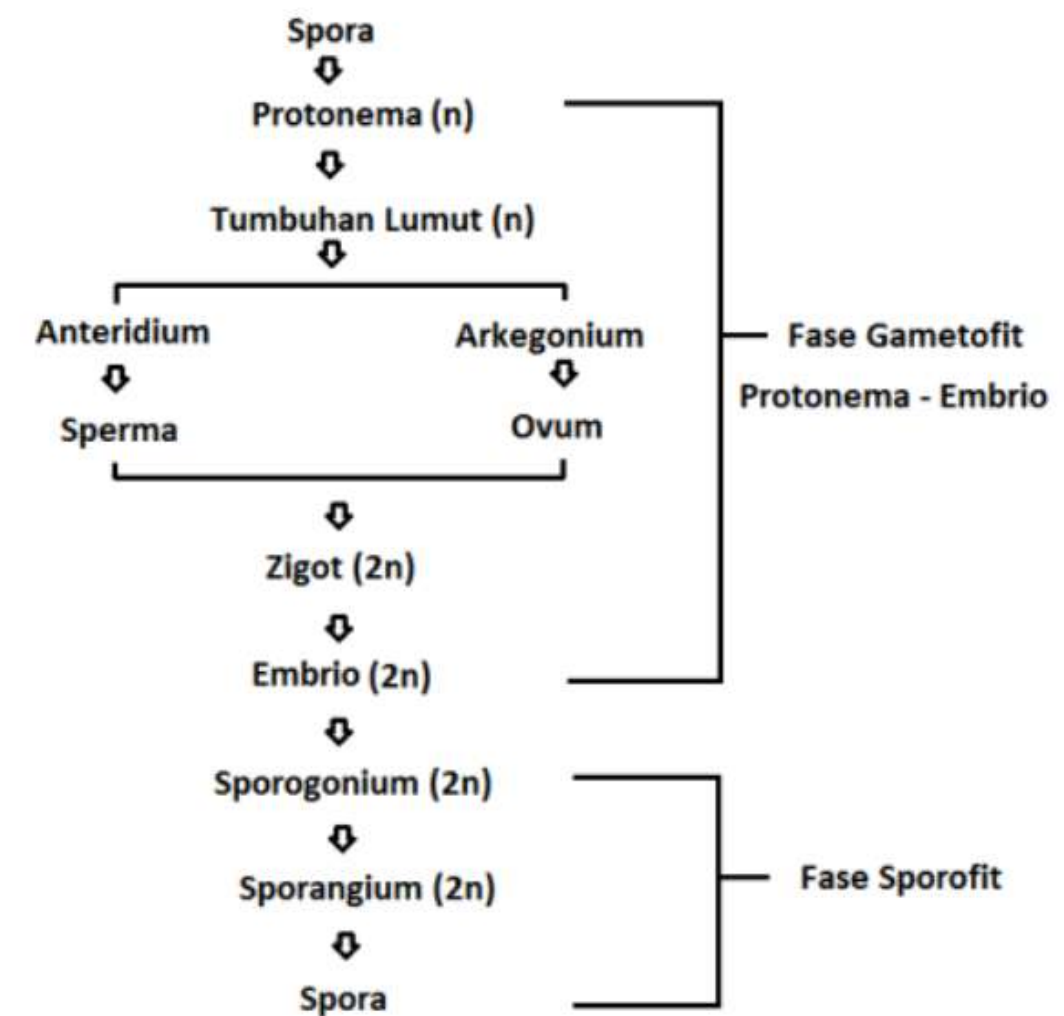 Spora
Protonema (n)
Tumbuhan Lumut (n)
Anteridium
Arkegonium
Sperma
Ovum
Zigot (2n)
Embrio (2n)
Fase Gametofit
Protonema - Embrio
Sporogonium (2n)
Sporangium (2n)
Spora
Fase Sporofit